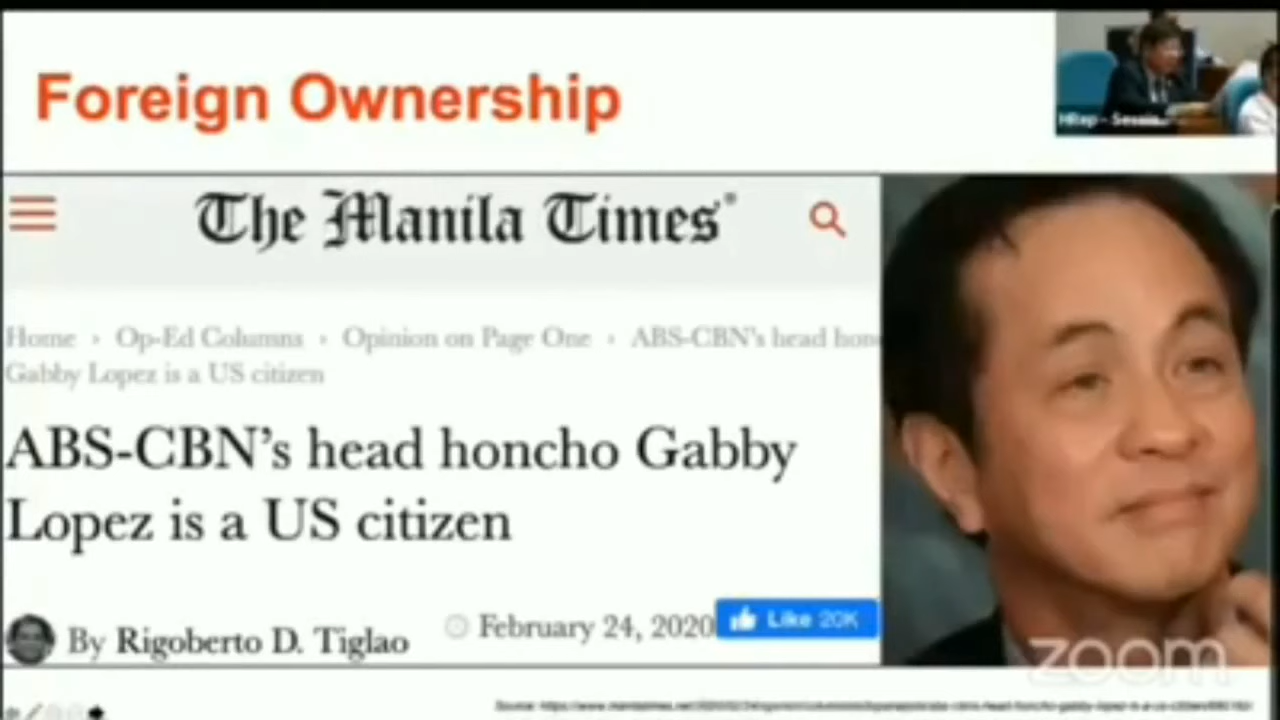 Foreign Ownership
HRep - Sessio...
The Manila Times®
Home › Op-Ed Columns › Opinion on Page One › ABS-CBN's head hon
Gabby Lopez is a US citizen
ABS-CBN's head honcho Gabby
Lopez is a US citizen
By Rigoberto D. Tiglao
February 24, 2020
Like 20K
zoom